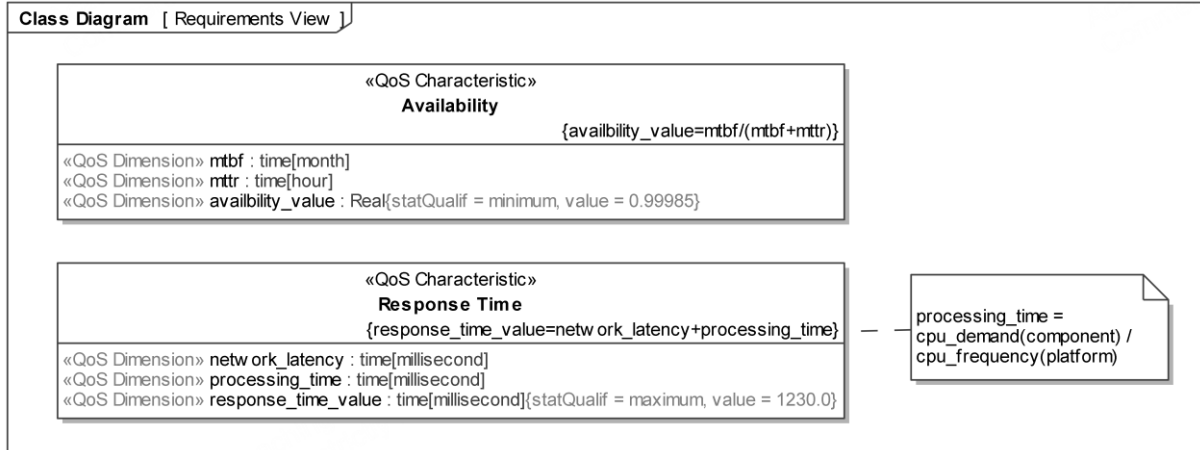 Class Diagram [ Requirements View ]
«QoS Characteristic»
Availability
{availbility_value=mtbf/(mtbf+mttr)}
«QoS Dimension» mtbf : time[month]
«QoS Dimension» mttr : time[hour]
«QoS Dimension» availbility_value : Real{statQualif = minimum, value = 0.99985}
«QoS Characteristic»
Response Time
{response_time_value=network_latency+processing_time}
«QoS Dimension» network_latency : time[millisecond]
«QoS Dimension» processing_time : time[millisecond]
«QoS Dimension» response_time_value : time[millisecond]{statQualif = maximum, value = 1230.0}
processing_time =
cpu_demand(component) /
cpu_frequency(platform)